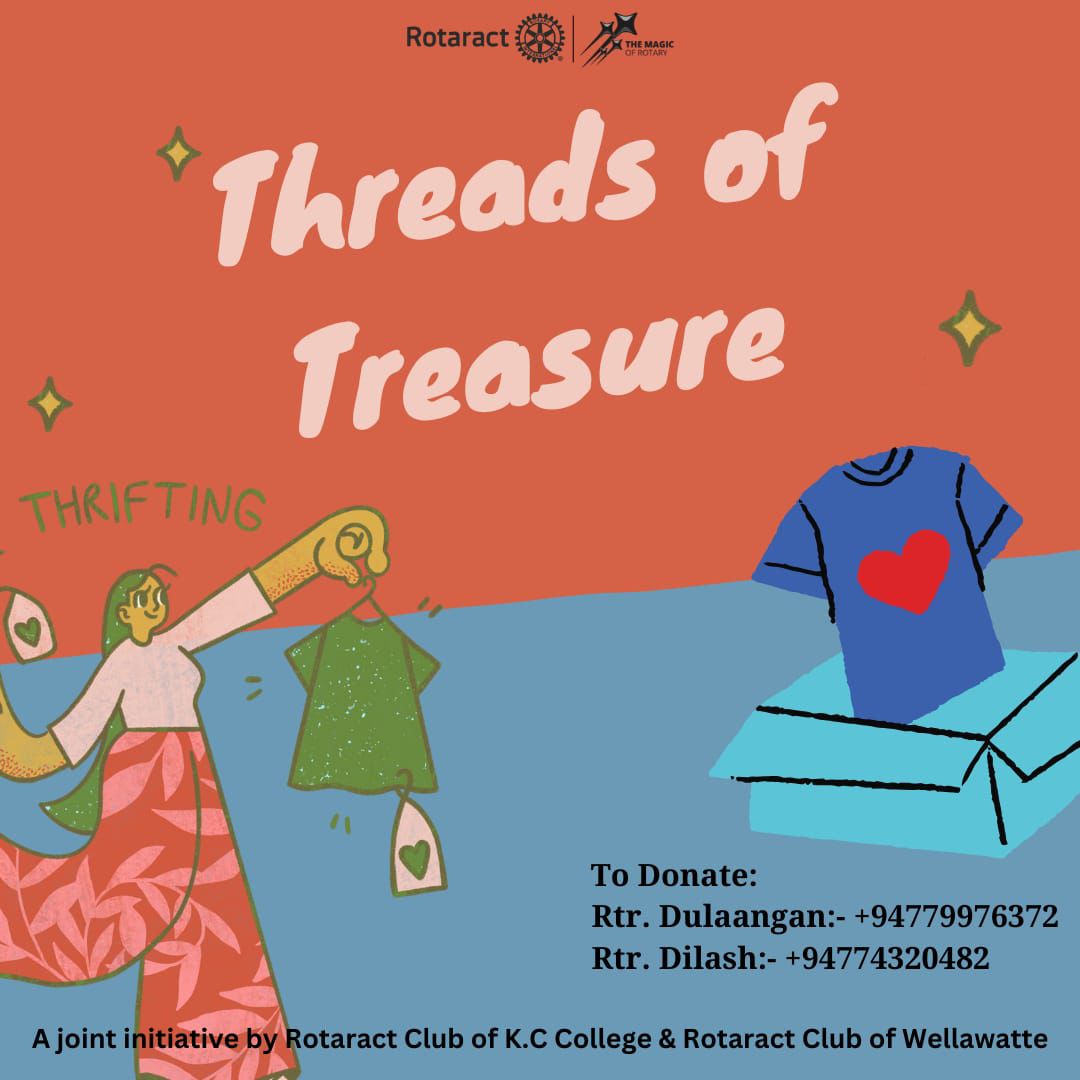 Rotaract
THE MAGIC
OF ROTARY
Threads of
Treasure
THRIFTING
To Donate:
Rtr. Dulaangan:- +94779976372
Rtr. Dilash:- +94774320482
A joint initiative by Rotaract Club of K.C College & Rotaract Club of Wellawatte